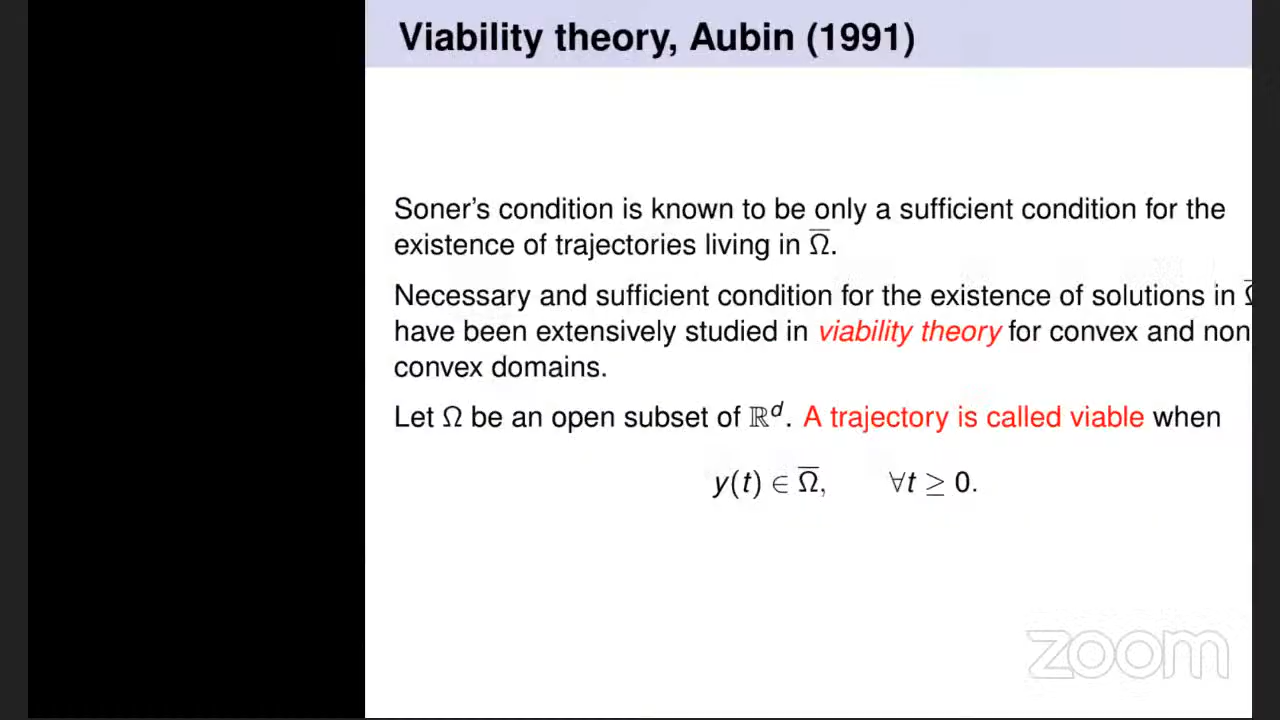 Viability theory, Aubin (1991)
Soner's condition is known to be only a sufficient condition for the
existence of trajectories living in Ω̅.
Necessary and sufficient condition for the existence of solutions in
have been extensively studied in viability theory for convex and non
convex domains.
Let Ω be an open subset of ℝᵈ. A trajectory is called viable when
y(t) ∈ Ω̅, ∀t ≥ 0.
zoom